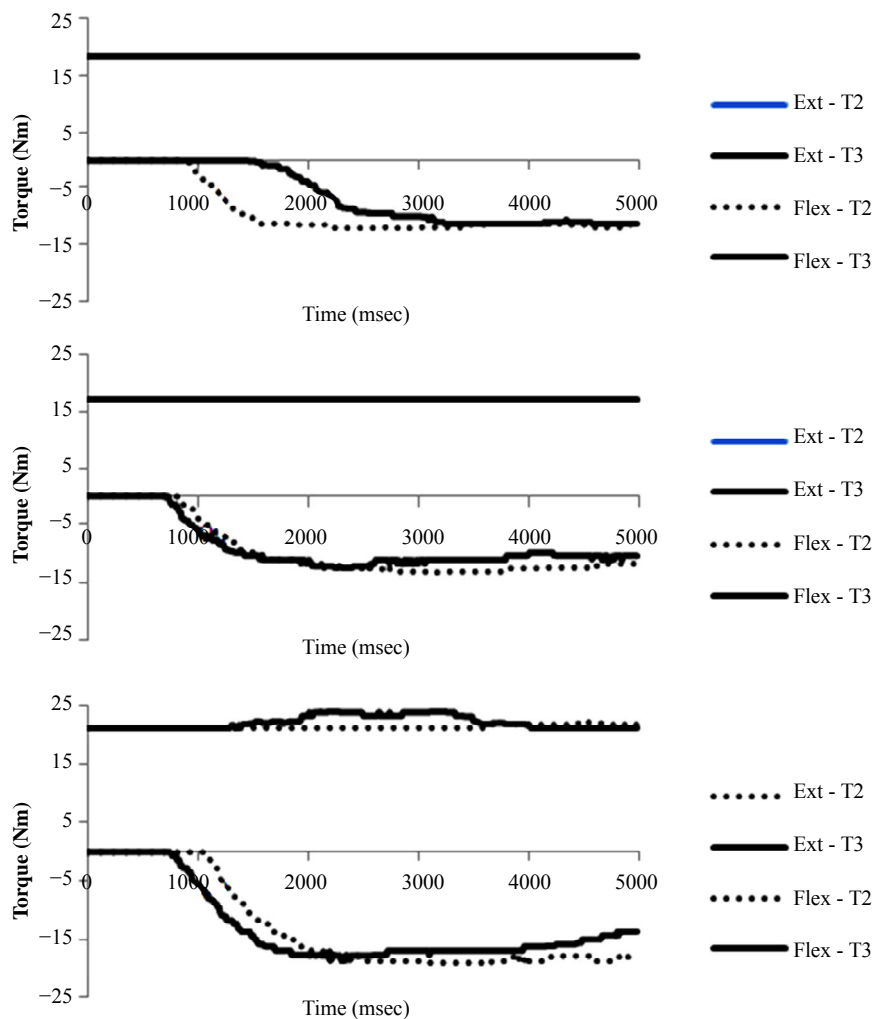 25
15
5
−5
−15
−25
Torque (Nm)
0 1000 2000 3000 4000 5000
Time (msec)
Ext - T2
Ext - T3
Flex - T2
Flex - T3
25
15
5
−5
−15
−25
Torque (Nm)
0 1000 2000 3000 4000 5000
Time (msec)
Ext - T2
Ext - T3
Flex - T2
Flex - T3
25
15
5
−5
−15
−25
Torque (Nm)
0 1000 2000 3000 4000 5000
Time (msec)
Ext - T2
Ext - T3
Flex - T2
Flex - T3